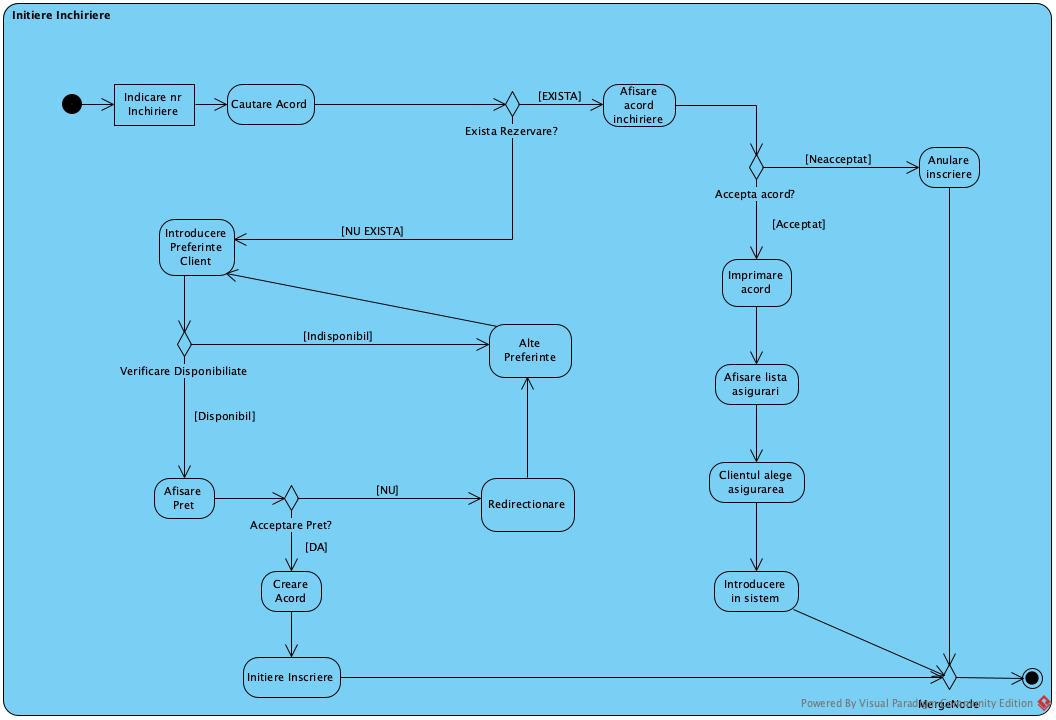 Initiere Inchiriere
Indicare nr
Inchiriere
Cautare Acord
[EXISTA]
Afisare
acord
inchiriere
Exista Rezervare?
[Neacceptat]
Anulare
inscriere
Accepta acord?
[Acceptat]
Introducere
Preferinte
Client
[NU EXISTA]
Imprimare
acord
[Indisponibil]
Alte
Preferinte
Verificare Disponibiliate
Afisare lista
asigurari
[Disponibil]
Afisare
Pret
[NU]
Redirectionare
Clientul alege
asigurarea
Acceptare Pret?
[DA]
Creare
Acord
Introducere
in sistem
Initiere Inscriere
MergeNode
Powered By Visual Paradigm Community Edition